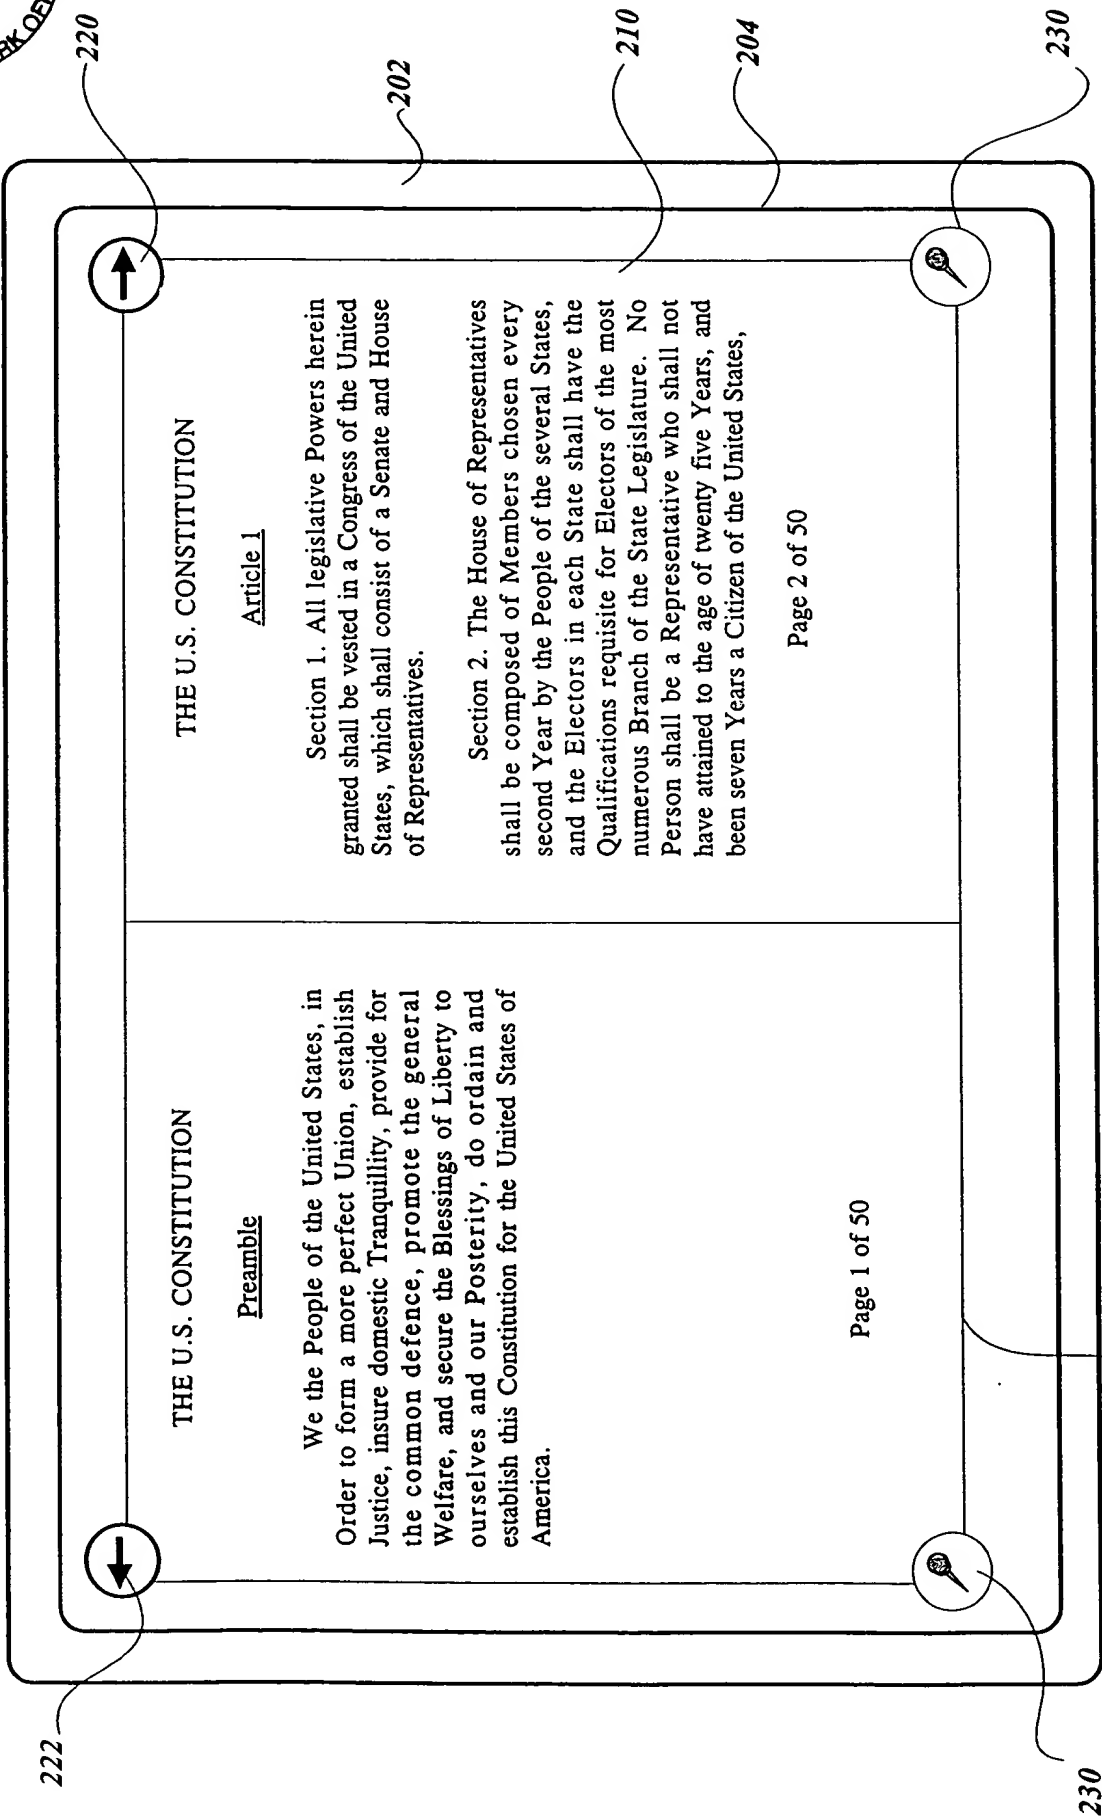 THE U.S. CONSTITUTION
Preamble
We the People of the United States, in
Order to form a more perfect Union, establish
Justice, insure domestic Tranquillity, provide for
the common defence, promote the general
Welfare, and secure the Blessings of Liberty to
ourselves and our Posterity, do ordain and
establish this Constitution for the United States of
America.
Page 1 of 50
THE U.S. CONSTITUTION
Article 1
Section 1. All legislative Powers herein
granted shall be vested in a Congress of the United
States, which shall consist of a Senate and House
of Representatives.
Section 2. The House of Representatives
shall be composed of Members chosen every
second Year by the People of the several States,
and the Electors in each State shall have the
Qualifications requisite for Electors of the most
numerous Branch of the State Legislature. No
Person shall be a Representative who shall not
have attained to the age of twenty five Years, and
been seven Years a Citizen of the United States,
Page 2 of 50
222
230
220
202
210
204
230